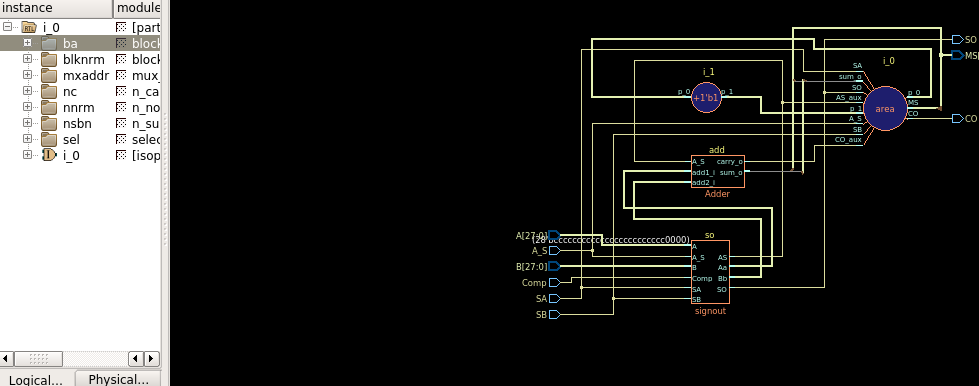 instance module
i_0 [part
ba block
blknrm block
mxaddr mux_
nc n_ca
nnrm n_no
nsbn n_su
sel selec
i_0 [isop
Logical... Physical...
SO
MS
CO
i_0
SA
sum_o
SO
AS_aux
p_1
A_S
SB
CO_aux
area
p_0
MS
CO
i_1
p_0 +1'b1 p_1
add
A_S carry_o
add1_i sum_o
add2_i
Adder
A[27:0]
A_S
B[27:0]
Comp
SA
SB
so
A
A_S AS
B Aa
Comp Bb
SA SO
SB
signout